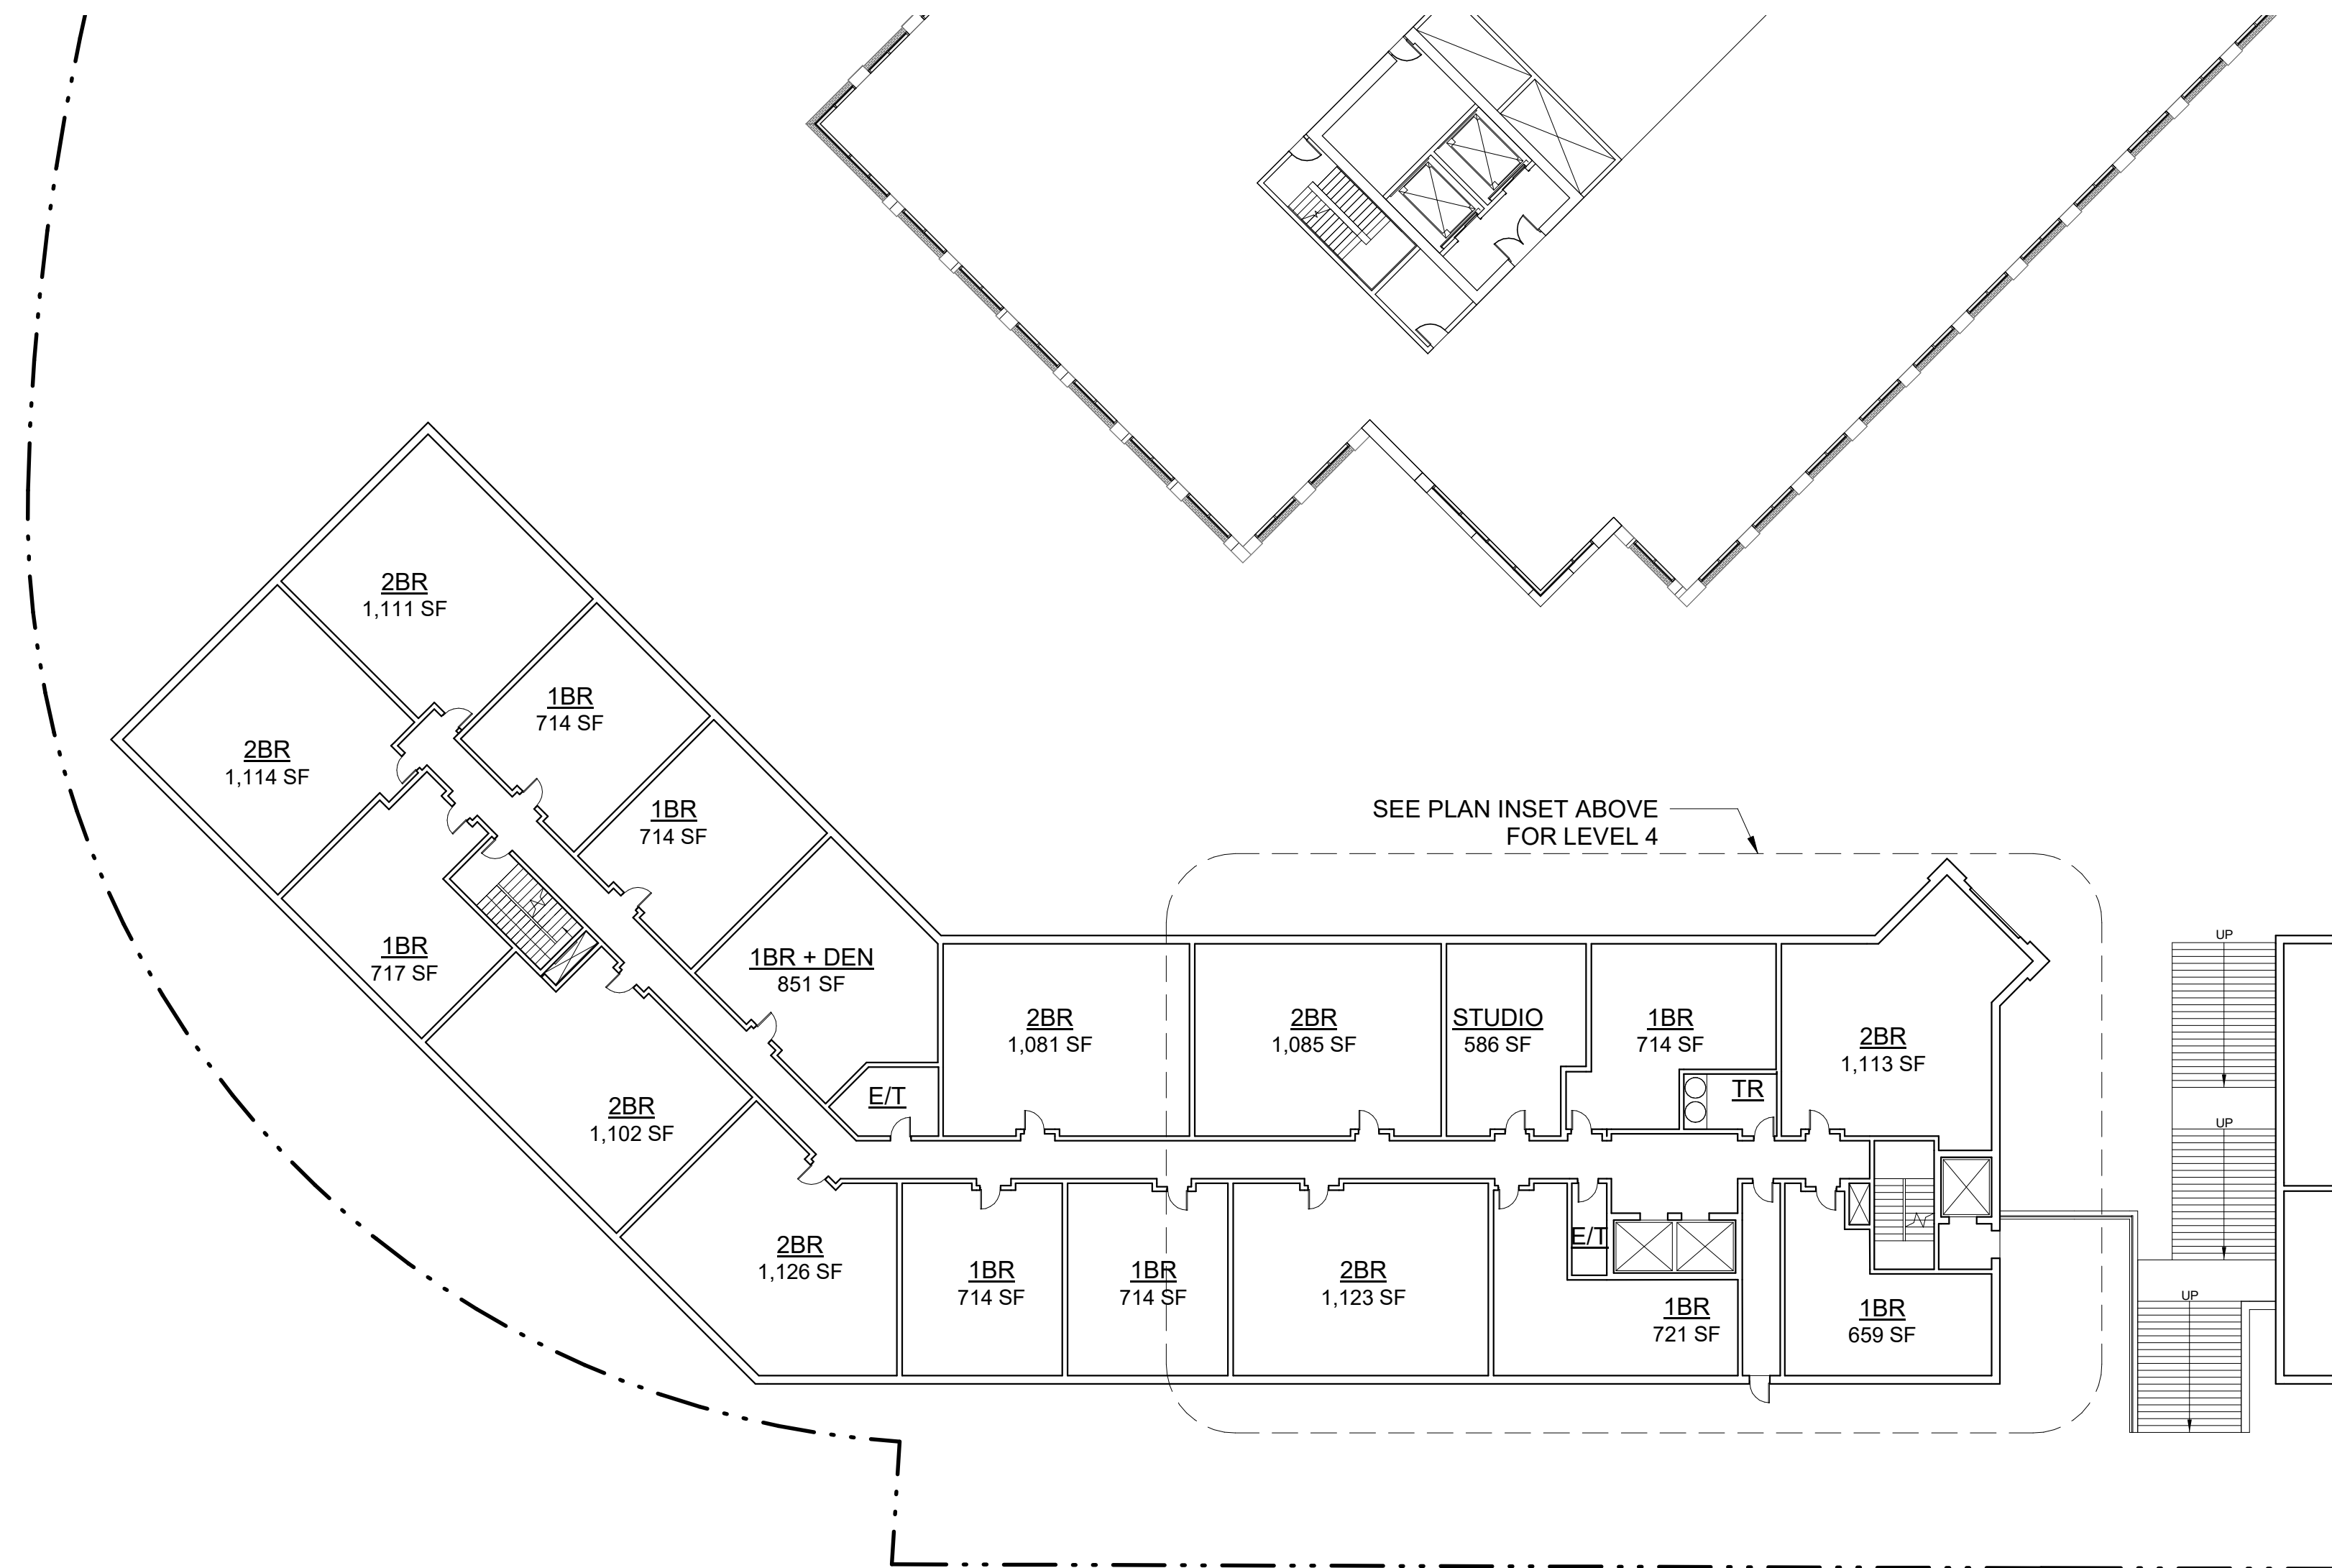 2BR
1,111 SF
1BR
714 SF
2BR
1,114 SF
1BR
714 SF
SEE PLAN INSET ABOVE
FOR LEVEL 4
1BR
717 SF
1BR + DEN
851 SF
2BR
1,081 SF
2BR
1,085 SF
STUDIO
586 SF
1BR
714 SF
2BR
1,113 SF
UP
E/T
TR
2BR
1,102 SF
UP
2BR
1,126 SF
1BR
714 SF
1BR
714 SF
2BR
1,123 SF
E/T
1BR
721 SF
1BR
659 SF
UP